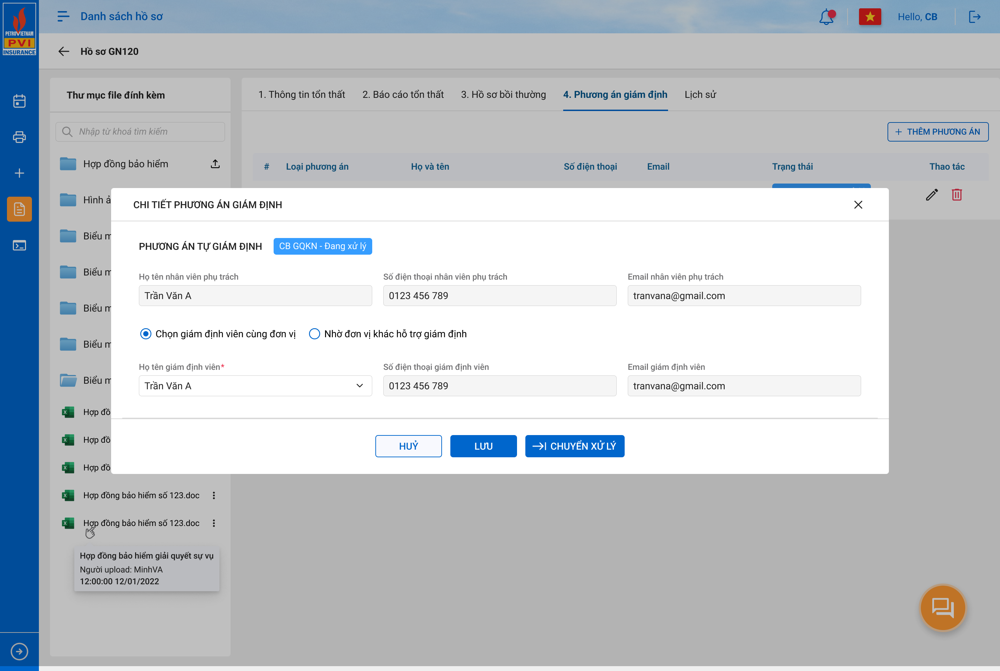 PETROVIETNAM
PVI
INSURANCE
Danh sách hồ sơ
Hello, CB
Hồ sơ GN120
Thư mục file đính kèm
Nhập từ khoá tìm kiếm
Hợp đồng bảo hiểm
Hình ả
Biểu m
Biểu m
Biểu m
Biểu m
Biểu m
Hợp đồ
Hợp đồ
Hợp đồ
Hợp đồng bảo hiểm số 123.doc
Hợp đồng bảo hiểm số 123.doc
Hợp đồng bảo hiểm giải quyết sự vụ
Người upload: MinhVA
12:00:00 12/01/2022
1. Thông tin tổn thất 2. Báo cáo tổn thất 3. Hồ sơ bồi thường 4. Phương án giám định Lịch sử
THÊM PHƯƠNG ÁN
# Loại phương án Họ và tên Số điện thoại Email Trạng thái Thao tác
CHI TIẾT PHƯƠNG ÁN GIÁM ĐỊNH
PHƯƠNG ÁN TỰ GIÁM ĐỊNH CB GQKN - Đang xử lý
Họ tên nhân viên phụ trách Số điện thoại nhân viên phụ trách Email nhân viên phụ trách
Trần Văn A 0123 456 789 tranvana@gmail.com
Chọn giám định viên cùng đơn vị Nhờ đơn vị khác hỗ trợ giám định
Họ tên giám định viên* Số điện thoại giám định viên Email giám định viên
Trần Văn A 0123 456 789 tranvana@gmail.com
HUỶ LƯU CHUYỂN XỬ LÝ